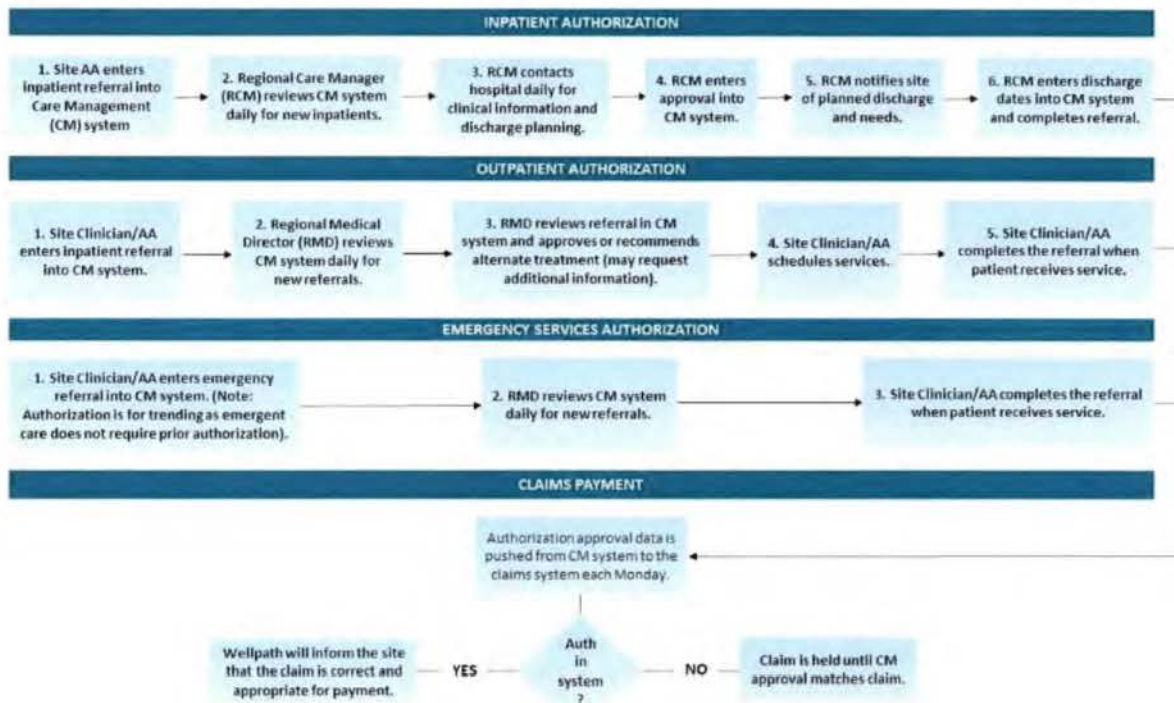 INPATIENT AUTHORIZATION
1. Site AA enters
inpatient referral into
Care Management
(CM) system
2. Regional Care Manager
(RCM) reviews CM system
daily for new inpatients.
3. RCM contacts
hospital daily for
clinical information and
discharge planning.
4. RCM enters
approval into
CM system.
5. RCM notifies site
of planned discharge
and needs.
6. RCM enters discharge
dates into CM system
and completes referral.
OUTPATIENT AUTHORIZATION
1. Site Clinician/AA
enters inpatient referral
into CM system.
2. Regional Medical
Director (RMD) reviews
CM system daily for
new referrals.
3. RMD reviews referral in CM
system and approves or recommends
alternate treatment (may request
additional information).
4. Site Clinician/AA
schedules services.
5. Site Clinician/AA
completes the referral when
patient receives service.
EMERGENCY SERVICES AUTHORIZATION
1. Site Clinician/AA enters emergency
referral into CM system. (Note:
Authorization is for trending as emergent
care does not require prior authorization).
2. RMD reviews CM system
daily for new referrals.
3. Site Clinician/AA completes the referral
when patient receives service.
CLAIMS PAYMENT
Authorization approval data is
pushed from CM system to the
claims system each Monday.
Wellpath will inform the site
that the claim is correct and
appropriate for payment.
YES
Auth
in
system
?
NO
Claim is held until CM
approval matches claim.